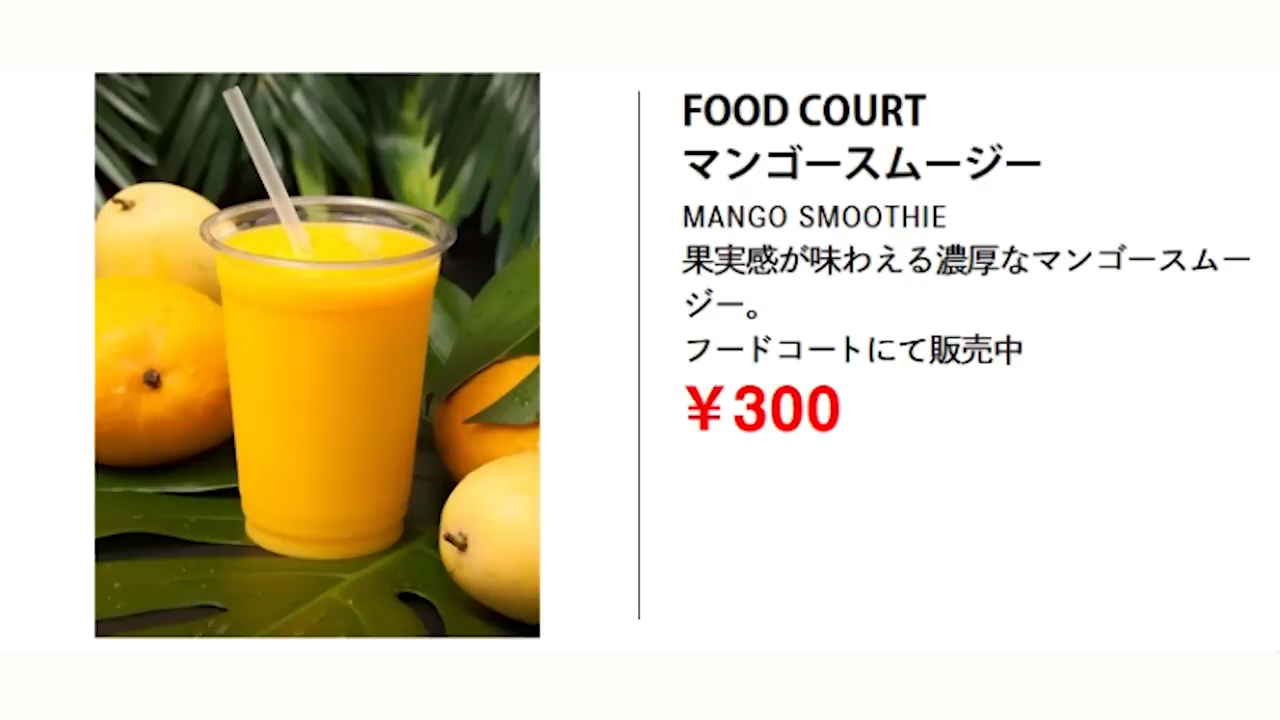 FOOD COURT
マンゴースムージー
MANGO SMOOTHIE
果実感が味わえる濃厚なマンゴースムー
ジー。
フードコートにて販売中
￥300